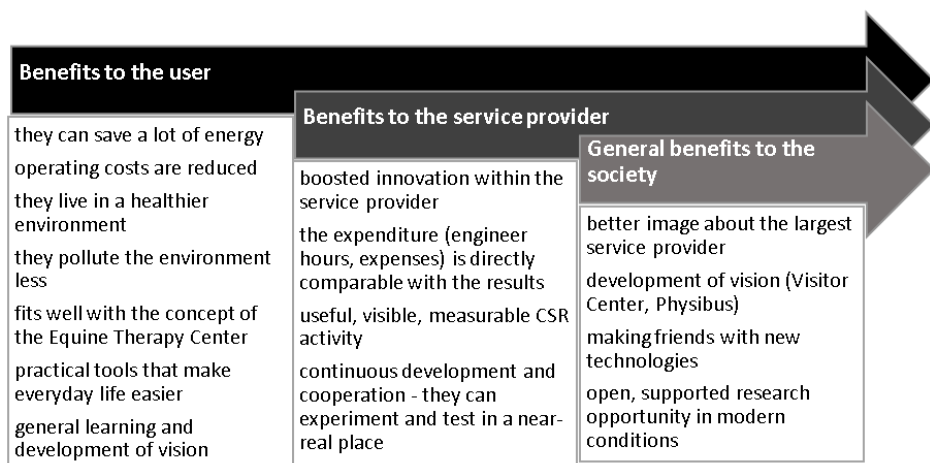 Benefits to the user
they can save a lot of energy
operating costs are reduced
they live in a healthier
environment
they pollute the environment
less
fits well with the concept of
the Equine Therapy Center
practical tools that make
everyday life easier
general learning and
development of vision
Benefits to the service provider
boosted innovation within the
service provider
the expenditure (engineer
hours, expenses) is directly
comparable with the results
useful, visible, measurable CSR
activity
continuous development and
cooperation - they can
experiment and test in a near-
real place
General benefits to the
society
better image about the largest
service provider
development of vision (Visitor
Center, Physibus)
making friends with new
technologies
open, supported research
opportunity in modern
conditions